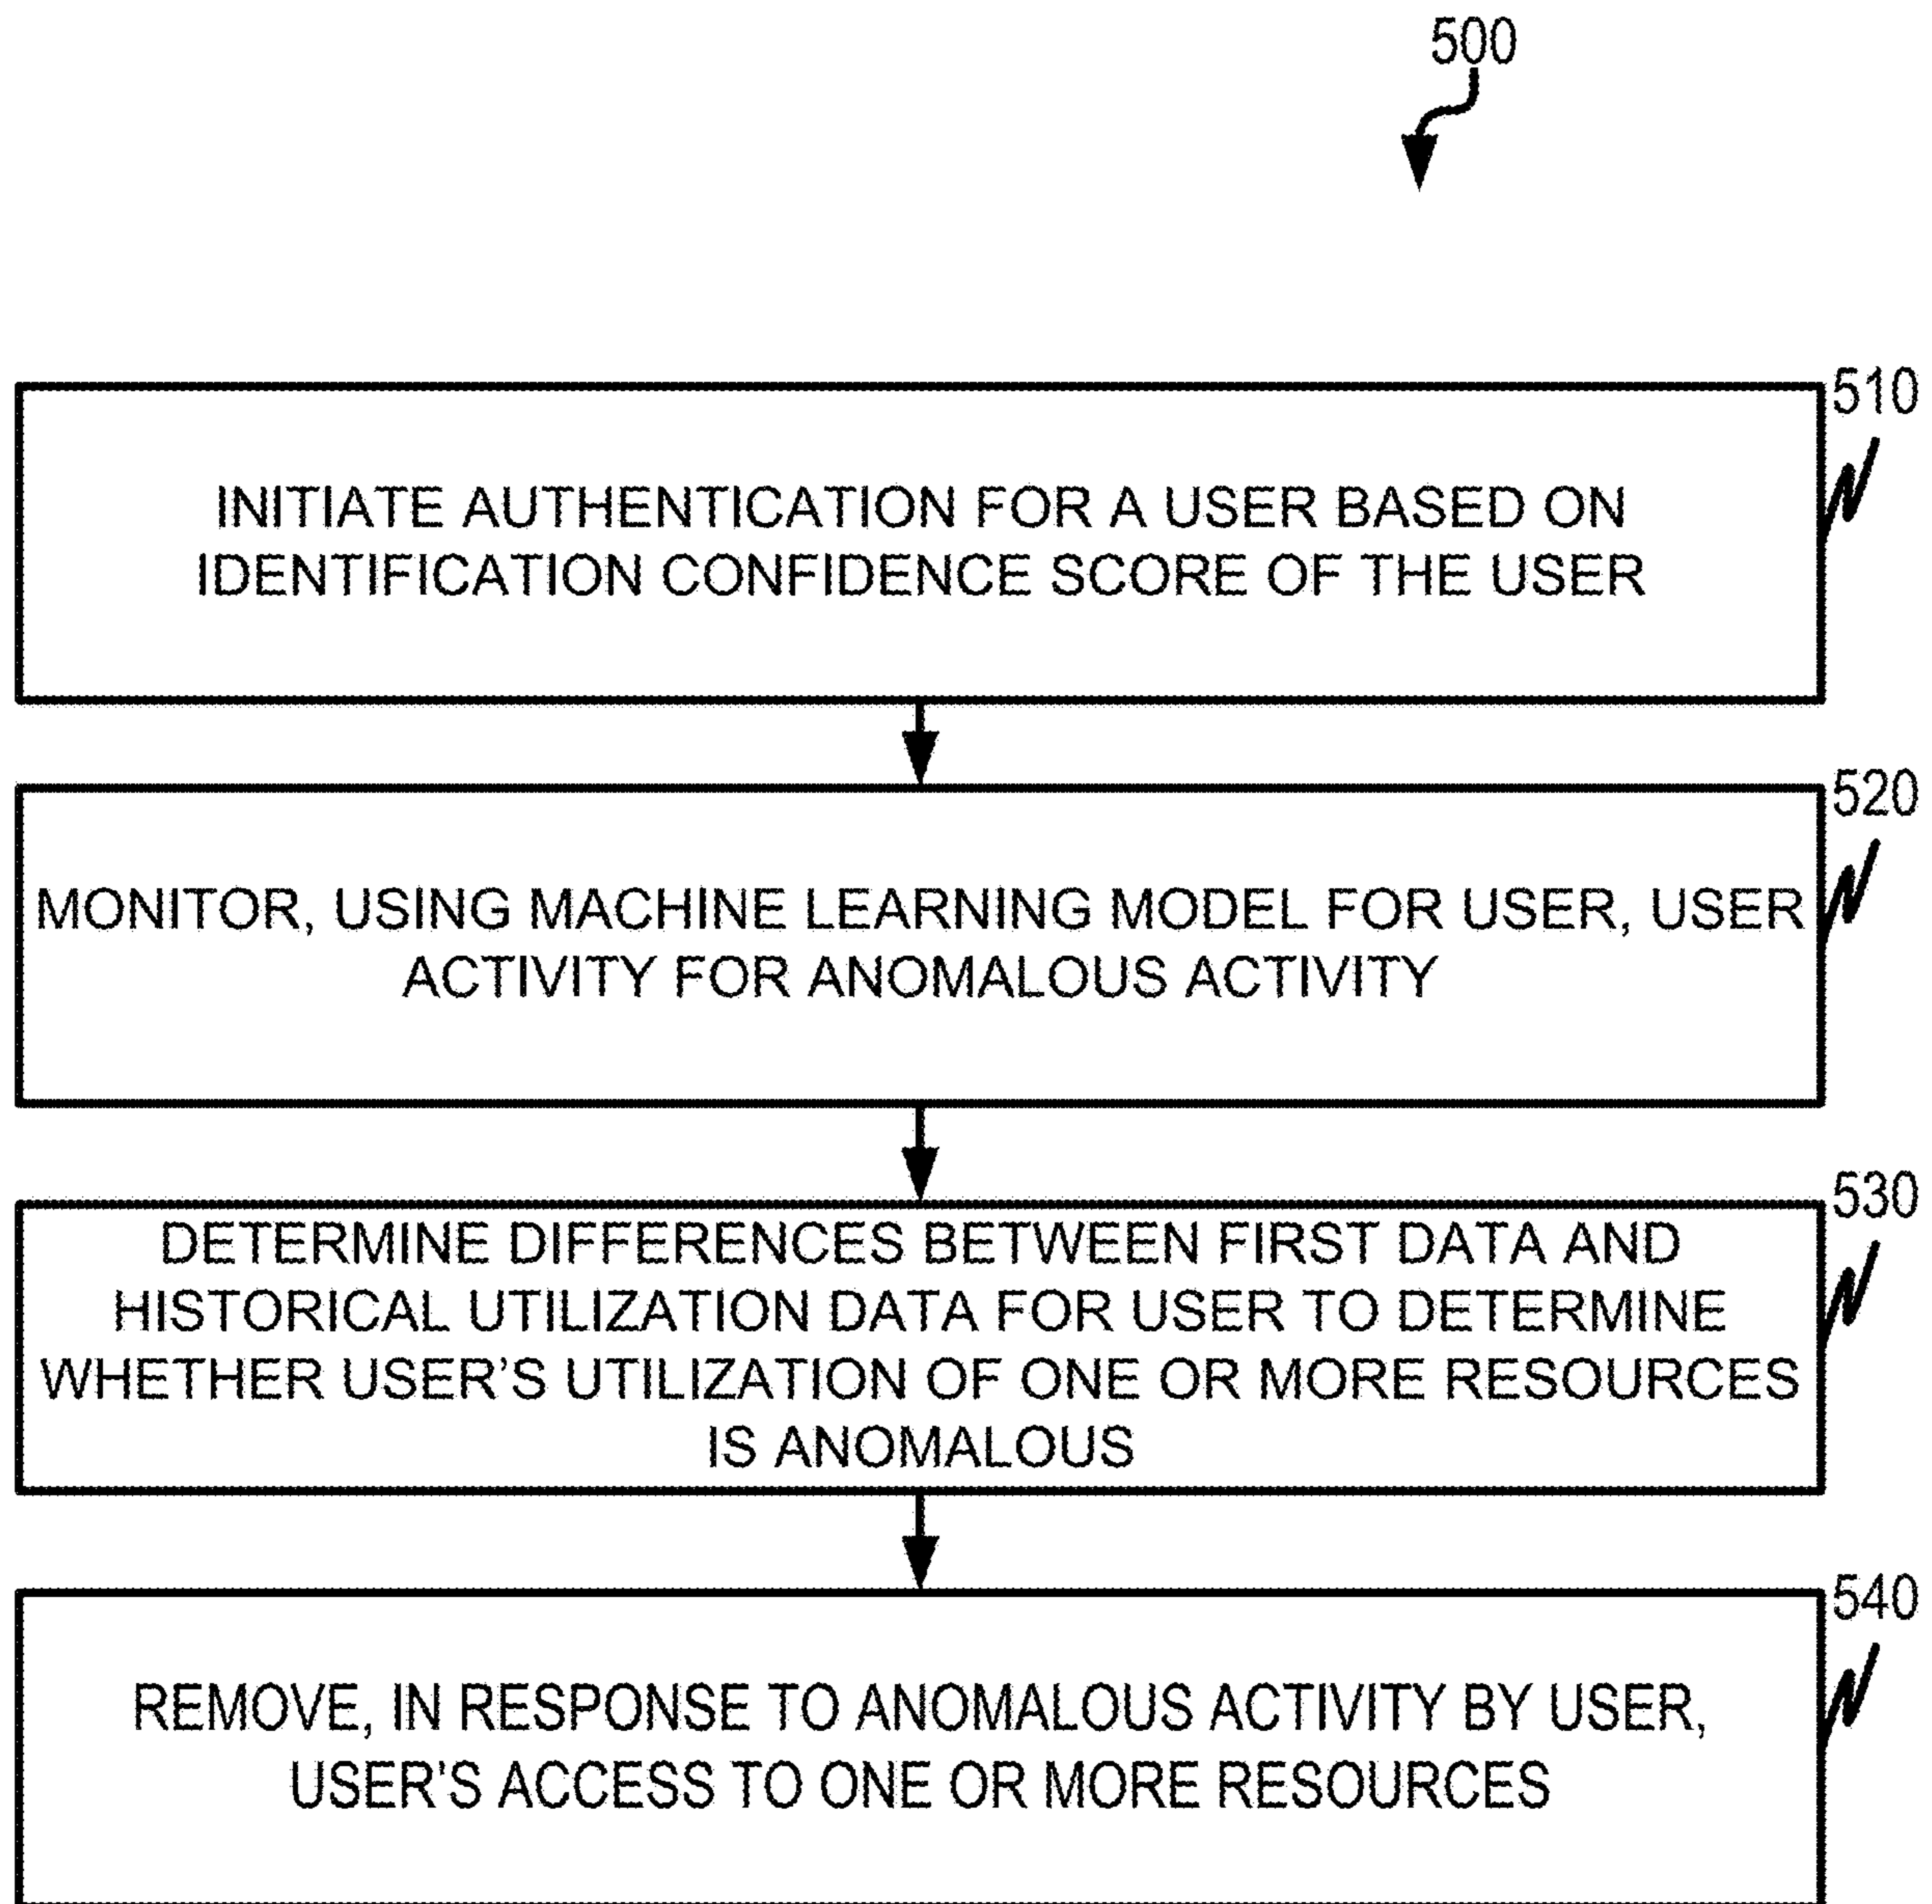 500
510
INITIATE AUTHENTICATION FOR A USER BASED ON
IDENTIFICATION CONFIDENCE SCORE OF THE USER
520
MONITOR, USING MACHINE LEARNING MODEL FOR USER, USER
ACTIVITY FOR ANOMALOUS ACTIVITY
530
DETERMINE DIFFERENCES BETWEEN FIRST DATA AND
HISTORICAL UTILIZATION DATA FOR USER TO DETERMINE
WHETHER USER’S UTILIZATION OF ONE OR MORE RESOURCES
IS ANOMALOUS
540
REMOVE, IN RESPONSE TO ANOMALOUS ACTIVITY BY USER,
USER'S ACCESS TO ONE OR MORE RESOURCES